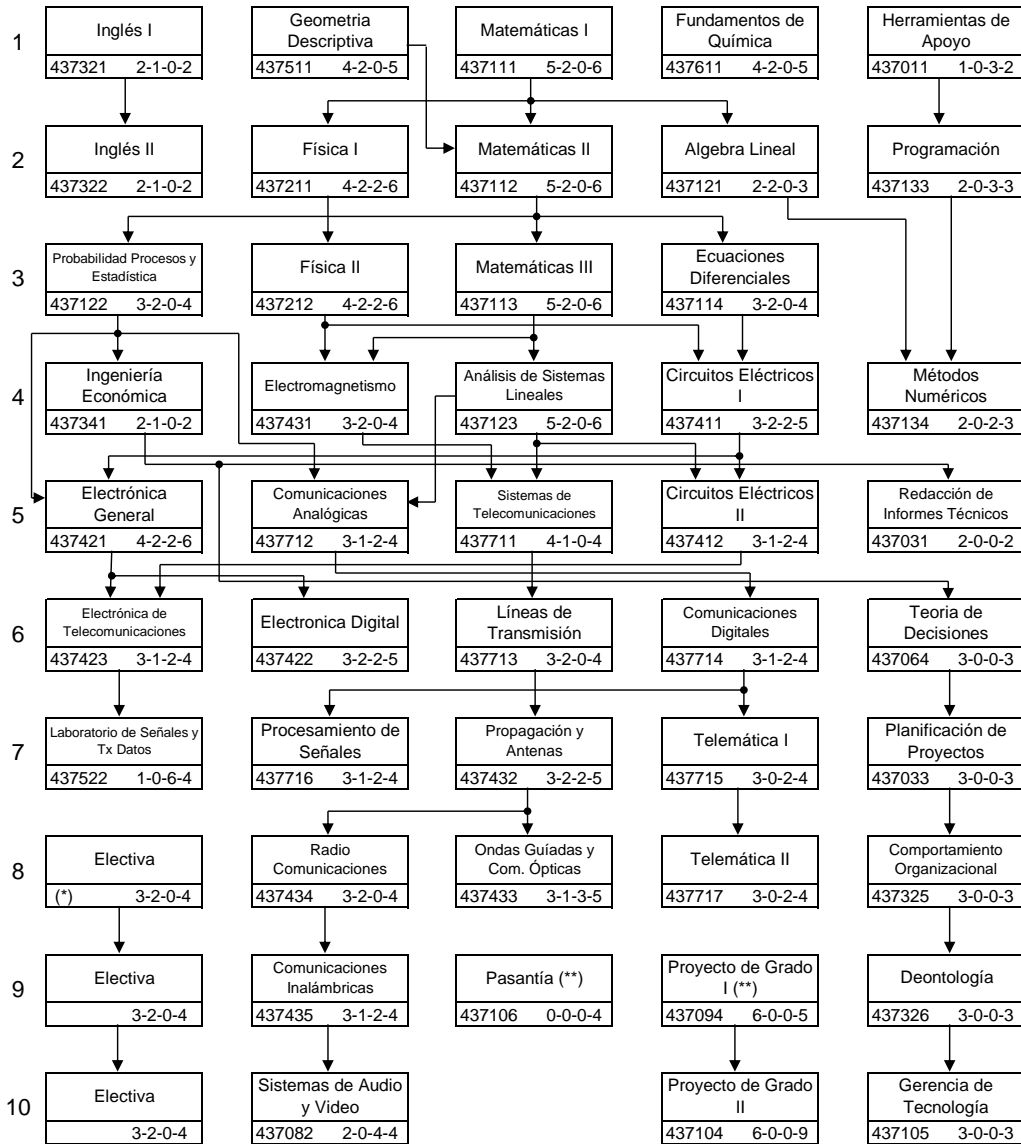 1
Inglés I
437321 2-1-0-2
Geometria
Descriptiva
437511 4-2-0-5
Matemáticas I
437111 5-2-0-6
Fundamentos de
Química
437611 4-2-0-5
Herramientas de
Apoyo
437011 1-0-3-2
2
Inglés II
437322 2-1-0-2
Física I
437211 4-2-2-6
Matemáticas II
437112 5-2-0-6
Algebra Lineal
437121 2-2-0-3
Programación
437133 2-0-3-3
3
Probabilidad Procesos y
Estadística
437122 3-2-0-4
Física II
437212 4-2-2-6
Matemáticas III
437113 5-2-0-6
Ecuaciones
Diferenciales
437114 3-2-0-4
4
Ingeniería
Económica
437341 2-1-0-2
Electromagnetismo
437431 3-2-0-4
Análisis de Sistemas
Lineales
437123 5-2-0-6
Circuitos Eléctricos
I
437411 3-2-2-5
Métodos
Numéricos
437134 2-0-2-3
5
Electrónica
General
437421 4-2-2-6
Comunicaciones
Analógicas
437712 3-1-2-4
Sistemas de
Telecomunicaciones
437711 4-1-0-4
Circuitos Eléctricos
II
437412 3-1-2-4
Redacción de
Informes Técnicos
437031 2-0-0-2
6
Electrónica de
Telecomunicaciones
437423 3-1-2-4
Electronica Digital
437422 3-2-2-5
Líneas de
Transmisión
437713 3-2-0-4
Comunicaciones
Digitales
437714 3-1-2-4
Teoria de
Decisiones
437064 3-0-0-3
7
Laboratorio de Señales y
Tx Datos
437522 1-0-6-4
Procesamiento de
Señales
437716 3-1-2-4
Propagación y
Antenas
437432 3-2-2-5
Telemática I
437715 3-0-2-4
Planificación de
Proyectos
437033 3-0-0-3
8
Electiva
(*) 3-2-0-4
Radio
Comunicaciones
437434 3-2-0-4
Ondas Guíadas y
Com. Ópticas
437433 3-1-3-5
Telemática II
437717 3-0-2-4
Comportamiento
Organizacional
437325 3-0-0-3
9
Electiva
3-2-0-4
Comunicaciones
Inalámbricas
437435 3-1-2-4
Pasantía (**)
437106 0-0-0-4
Proyecto de Grado
I (**)
437094 6-0-0-5
Deontología
437326 3-0-0-3
10
Electiva
3-2-0-4
Sistemas de Audio
y Video
437082 2-0-4-4
Proyecto de Grado
II
437104 6-0-0-9
Gerencia de
Tecnología
437105 3-0-0-3